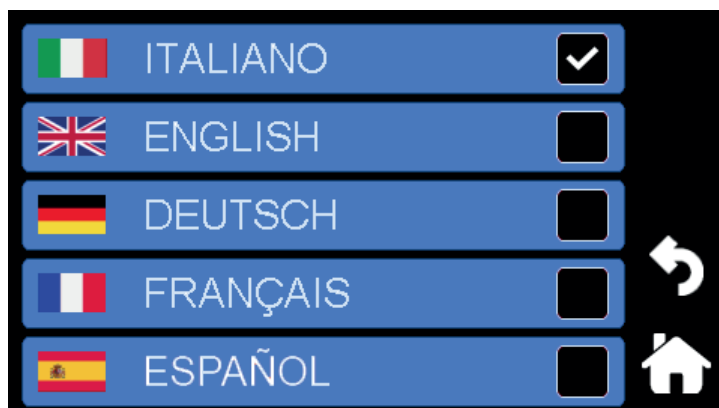 ITALIANO
ENGLISH
DEUTSCH
FRANÇAIS
ESPAÑOL